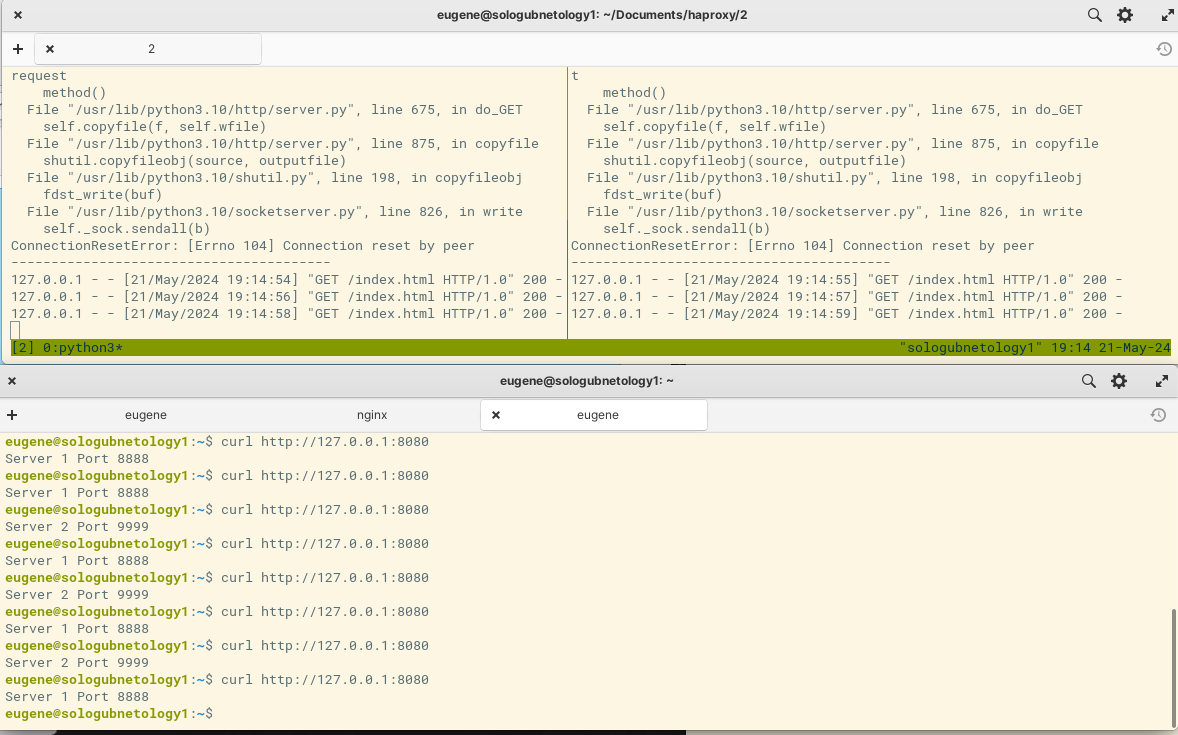 eugene@sologubnetology1: ~/Documents/haproxy/2
2
request
method()
File "/usr/lib/python3.10/http/server.py", line 675, in do_GET
self.copyfile(f, self.wfile)
File "/usr/lib/python3.10/http/server.py", line 875, in copyfile
shutil.copyfileobj(source, outputfile)
File "/usr/lib/python3.10/shutil.py", line 198, in copyfileobj
fdst_write(buf)
File "/usr/lib/python3.10/socketserver.py", line 826, in write
self._sock.sendall(b)
ConnectionResetError: [Errno 104] Connection reset by peer
----------------------------------------
127.0.0.1 - - [21/May/2024 19:14:54] "GET /index.html HTTP/1.0" 200 -
127.0.0.1 - - [21/May/2024 19:14:56] "GET /index.html HTTP/1.0" 200 -
127.0.0.1 - - [21/May/2024 19:14:58] "GET /index.html HTTP/1.0" 200 -
t
method()
File "/usr/lib/python3.10/http/server.py", line 675, in do_GET
self.copyfile(f, self.wfile)
File "/usr/lib/python3.10/http/server.py", line 875, in copyfile
shutil.copyfileobj(source, outputfile)
File "/usr/lib/python3.10/shutil.py", line 198, in copyfileobj
fdst_write(buf)
File "/usr/lib/python3.10/socketserver.py", line 826, in write
self._sock.sendall(b)
ConnectionResetError: [Errno 104] Connection reset by peer
----------------------------------------
127.0.0.1 - - [21/May/2024 19:14:55] "GET /index.html HTTP/1.0" 200 -
127.0.0.1 - - [21/May/2024 19:14:57] "GET /index.html HTTP/1.0" 200 -
127.0.0.1 - - [21/May/2024 19:14:59] "GET /index.html HTTP/1.0" 200 -
[2] 0:python3* "sologubnetology1" 19:14 21-May-24
eugene@sologubnetology1: ~
eugene nginx eugene
eugene@sologubnetology1:~$ curl http://127.0.0.1:8080
Server 1 Port 8888
eugene@sologubnetology1:~$ curl http://127.0.0.1:8080
Server 1 Port 8888
eugene@sologubnetology1:~$ curl http://127.0.0.1:8080
Server 2 Port 9999
eugene@sologubnetology1:~$ curl http://127.0.0.1:8080
Server 1 Port 8888
eugene@sologubnetology1:~$ curl http://127.0.0.1:8080
Server 2 Port 9999
eugene@sologubnetology1:~$ curl http://127.0.0.1:8080
Server 1 Port 8888
eugene@sologubnetology1:~$ curl http://127.0.0.1:8080
Server 2 Port 9999
eugene@sologubnetology1:~$ curl http://127.0.0.1:8080
Server 1 Port 8888
eugene@sologubnetology1:~$